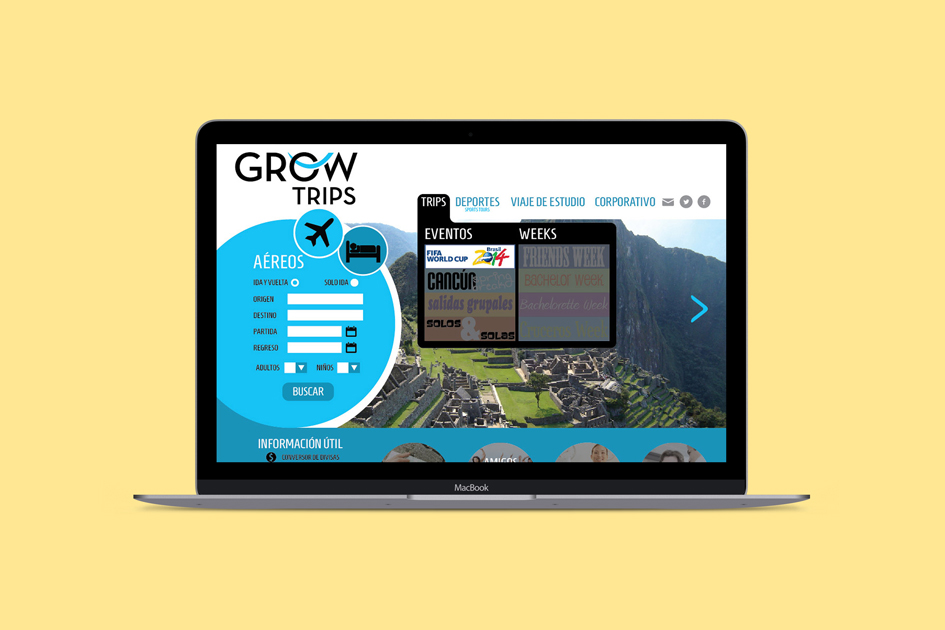 GROW
TRIPS
TRIPS
DEPORTES
SPORTS TOURS
VIAJE DE ESTUDIO
CORPORATIVO
EVENTOS
WEEKS
FIFA
WORLD CUP
Brasil
2014
FRIENDS WEEK
CANCÚN
BACHELOR WEEK
salidas grupales
Bachelorette Week
SOLOS
&
SOLAS
AÉREOS
IDA Y VUELTA
SOLO IDA
ORIGEN
DESTINO
PARTIDA
REGRESO
ADULTOS
NIÑOS
BUSCAR
INFORMACIÓN ÚTIL
$ CONVERSOR DE DIVISAS
AMIGOS
MacBook